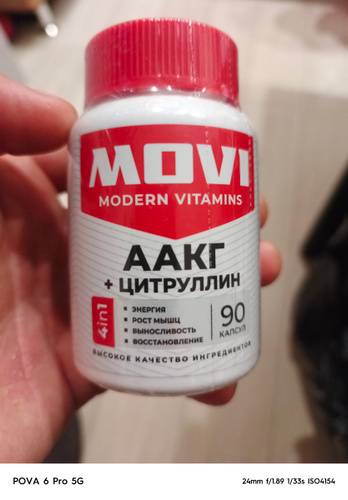 MOVI
MODERN VITAMINS
ААКГ
+ ЦИТРУЛЛИН
4in1
ЭНЕРГИЯ
РОСТ МЫШЦ
ВЫНОСЛИВОСТЬ
ВОССТАНОВЛЕНИЕ
90
КАПСУЛ
ВЫСОКОЕ КАЧЕСТВО ИНГРЕДИЕНТОВ
POVA 6 Pro 5G
24mm f/1.89 1/33s ISO4154